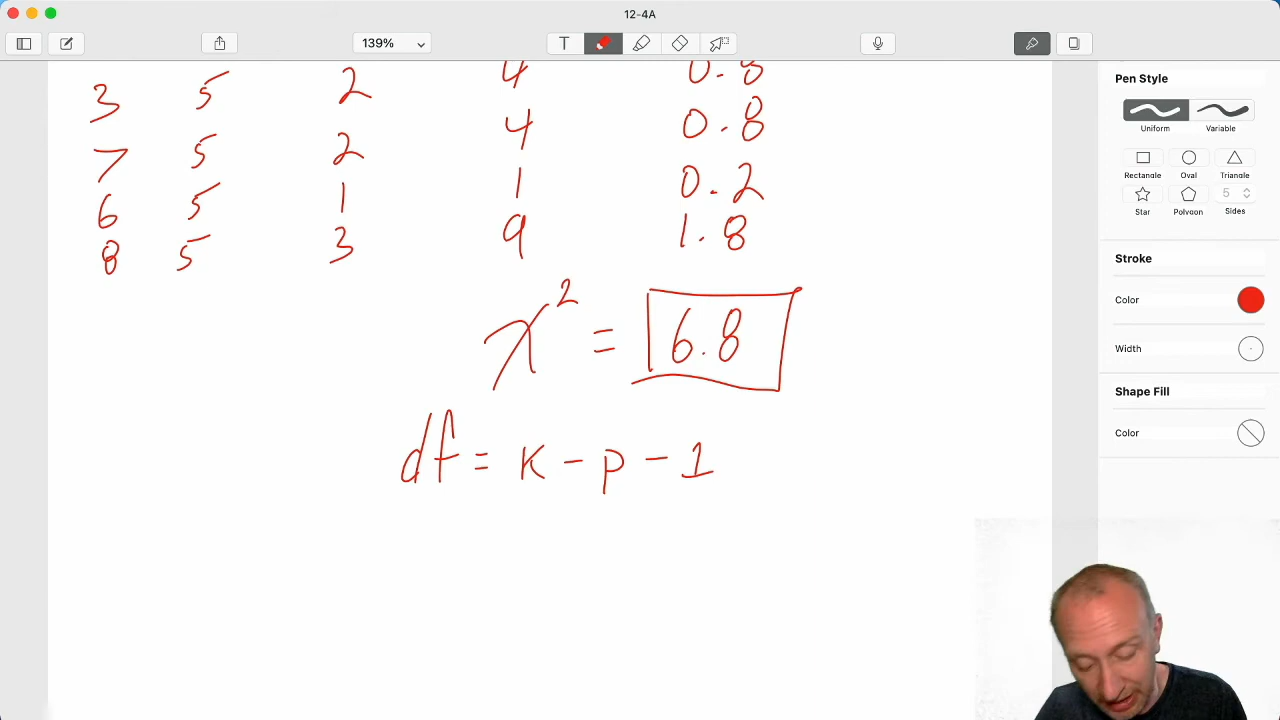 12-4A
139%
T
Pen Style
Uniform Variable
Rectangle Oval Triangle
5
Star Polygon Sides
Stroke
Color
Width
Shape Fill
Color
3 5 2 4 0.8
7 5 2 4 0.8
6 5 1 1 0.2
8 5 3 9 1.8
χ² = 6.8
df = K - p - 1